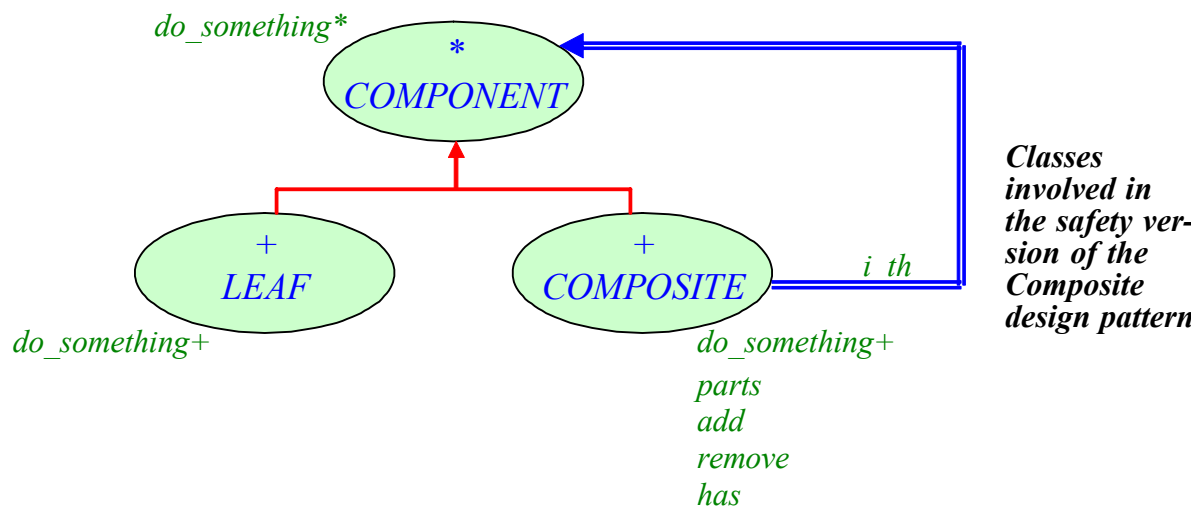 do_something*
*
COMPONENT
+
LEAF
do_something+
+
COMPOSITE
i_th
do_something+
parts
add
remove
has
Classes
involved in
the safety ver-
sion of the
Composite
design pattern